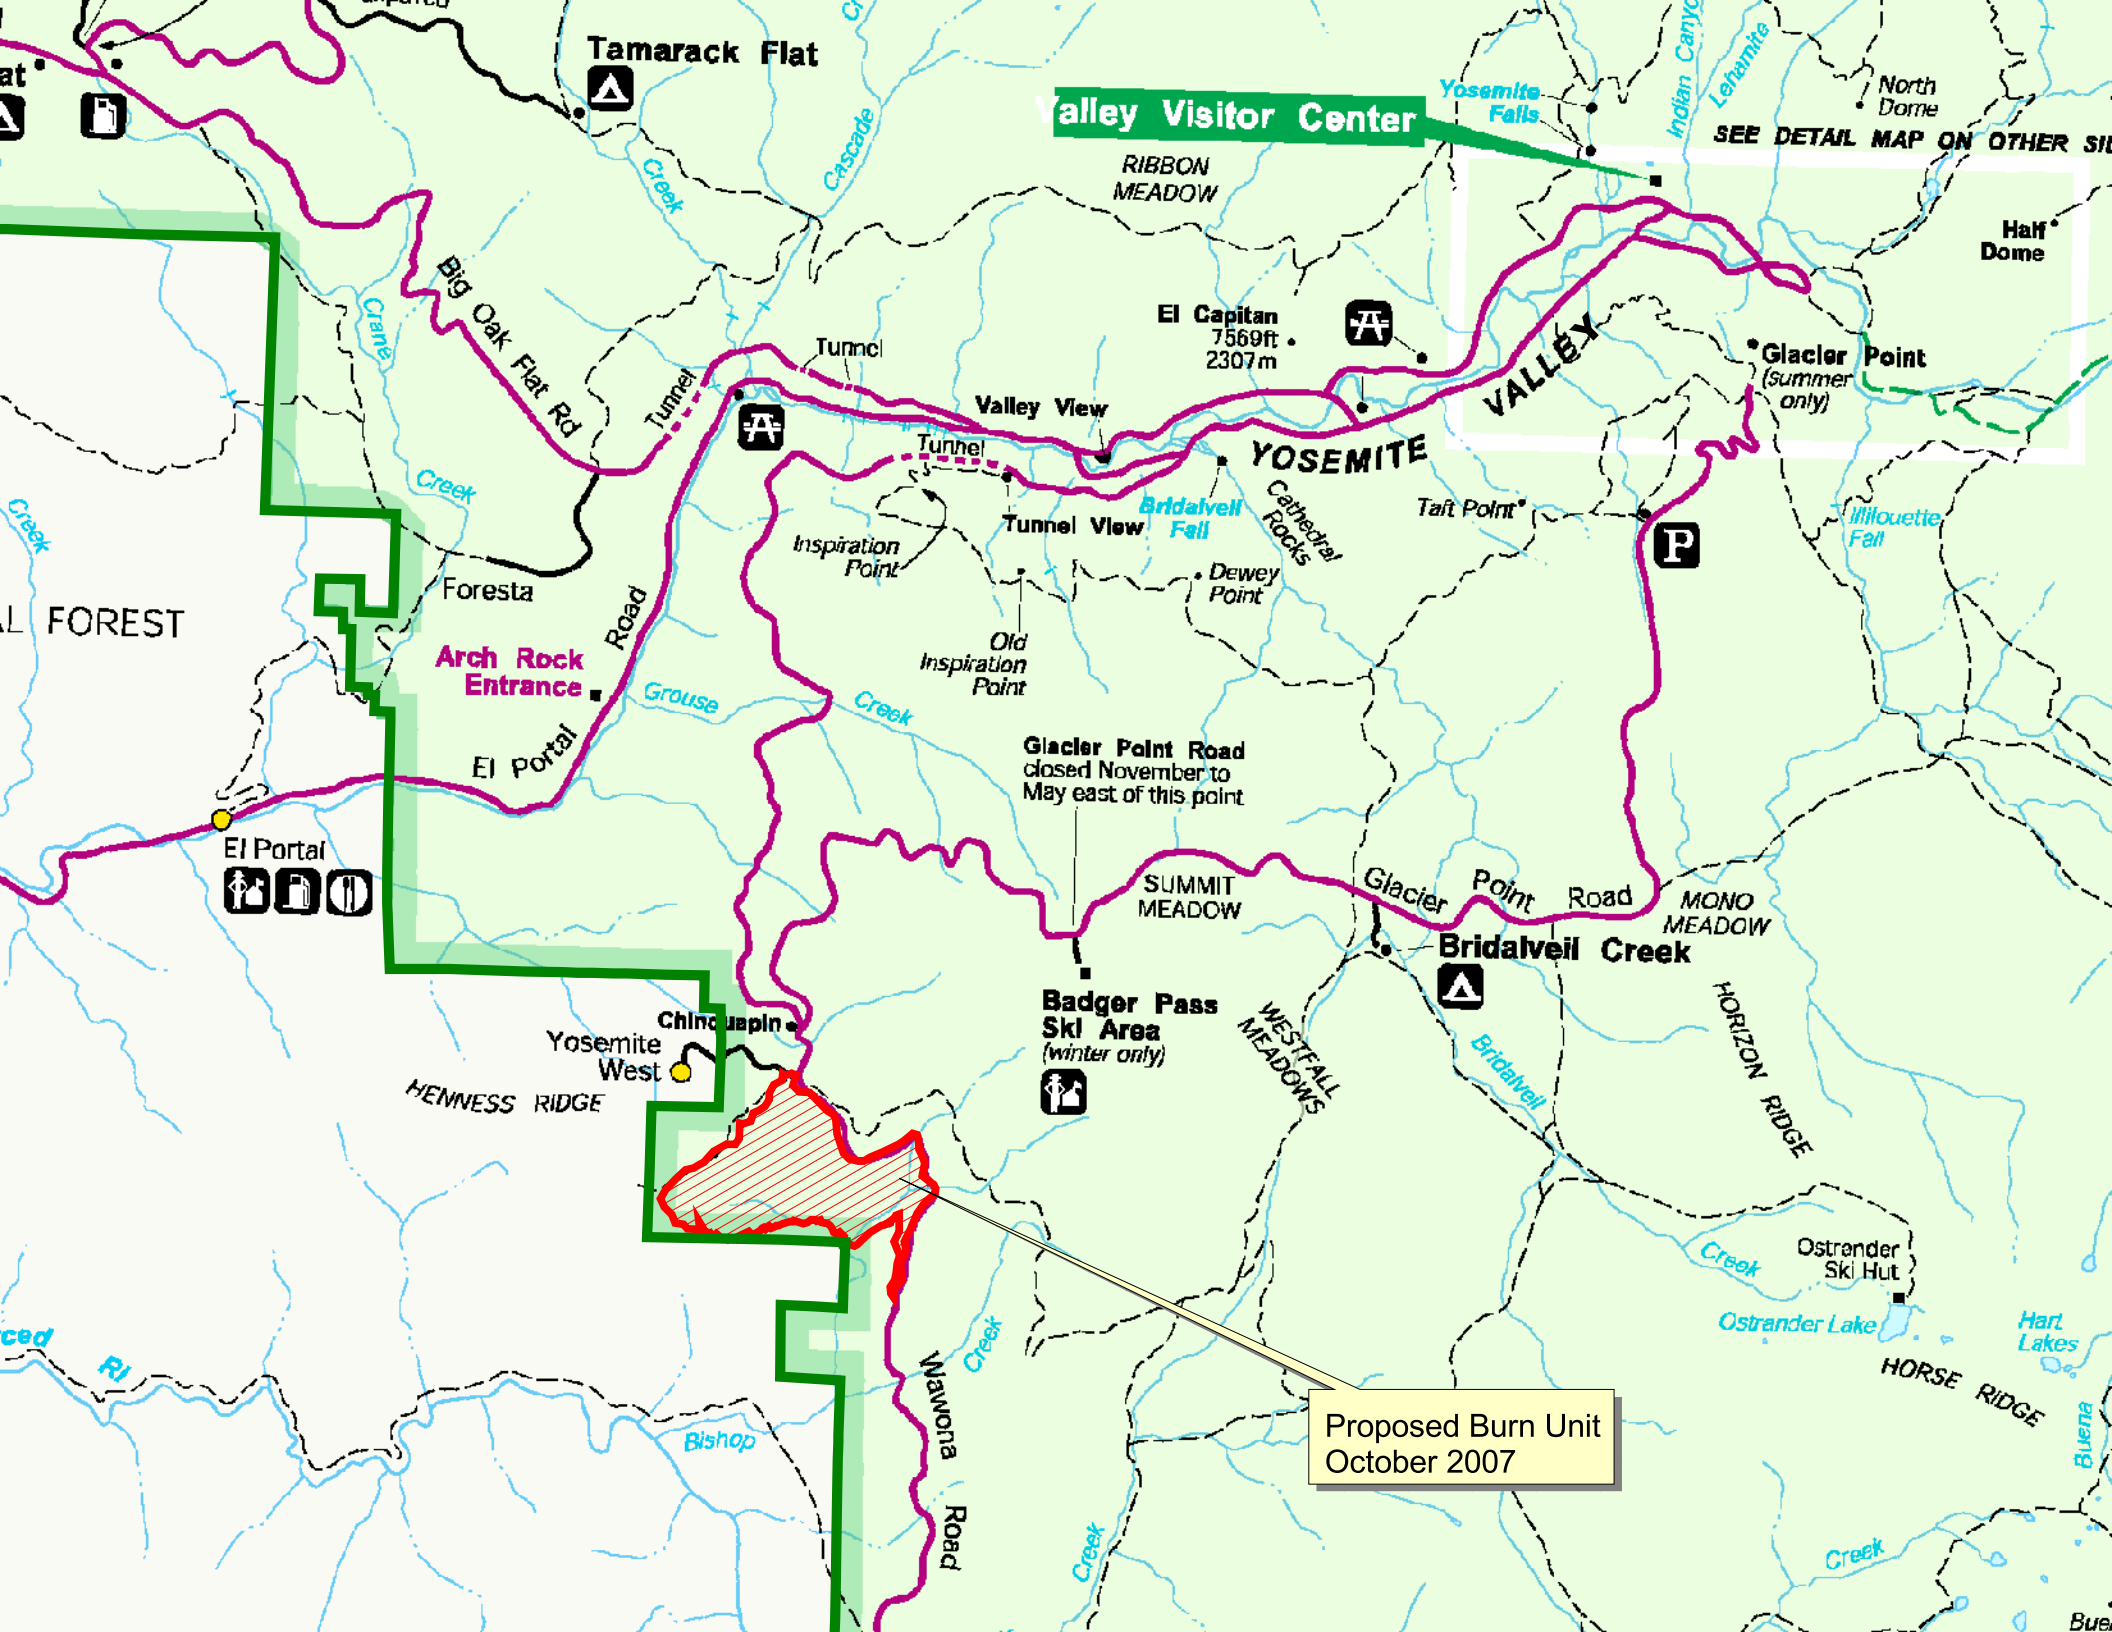 Tamarack Flat
at
Valley Visitor Center
Yosemite
Falls
Indian Canyo
Lehamite
North
Dome
SEE DETAIL MAP ON OTHER SI
RIBBON
MEADOW
Cascade
Creek
Half
Dome
Big Oak Flat Rd
Crane
Creek
Tunnel
Tunnel
El Capitan
7569ft
2307m
Valley View
Tunnel
Tunnel View
Bridalveil
Fall
YOSEMITE
VALLEY
Glacier Point
(summer
only)
Cathedral
Rocks
Taft Point
P
Illilouette
Fall
Inspiration
Point
Dewey
Point
Old
Inspiration
Point
Creek
Foresta
AL FOREST
Arch Rock
Entrance
El Portal Road
Grouse
Creek
Glacier Point Road
closed November to
May east of this point
El Portal
SUMMIT
MEADOW
Glacier Point Road
MONO
MEADOW
Bridalveil Creek
Badger Pass
Ski Area
(winter only)
WESTFALL
MEADOWS
HORIZON RIDGE
Bridalveil
Creek
Chinquapin
Yosemite
West
HENNESS RIDGE
Ostrander
Ski Hut
Ostrander Lake
Hart
Lakes
HORSE RIDGE
Buena
Creek
Wawona Road
Proposed Burn Unit
October 2007
ced
RI
Bishop
Creek
Creek
Bue